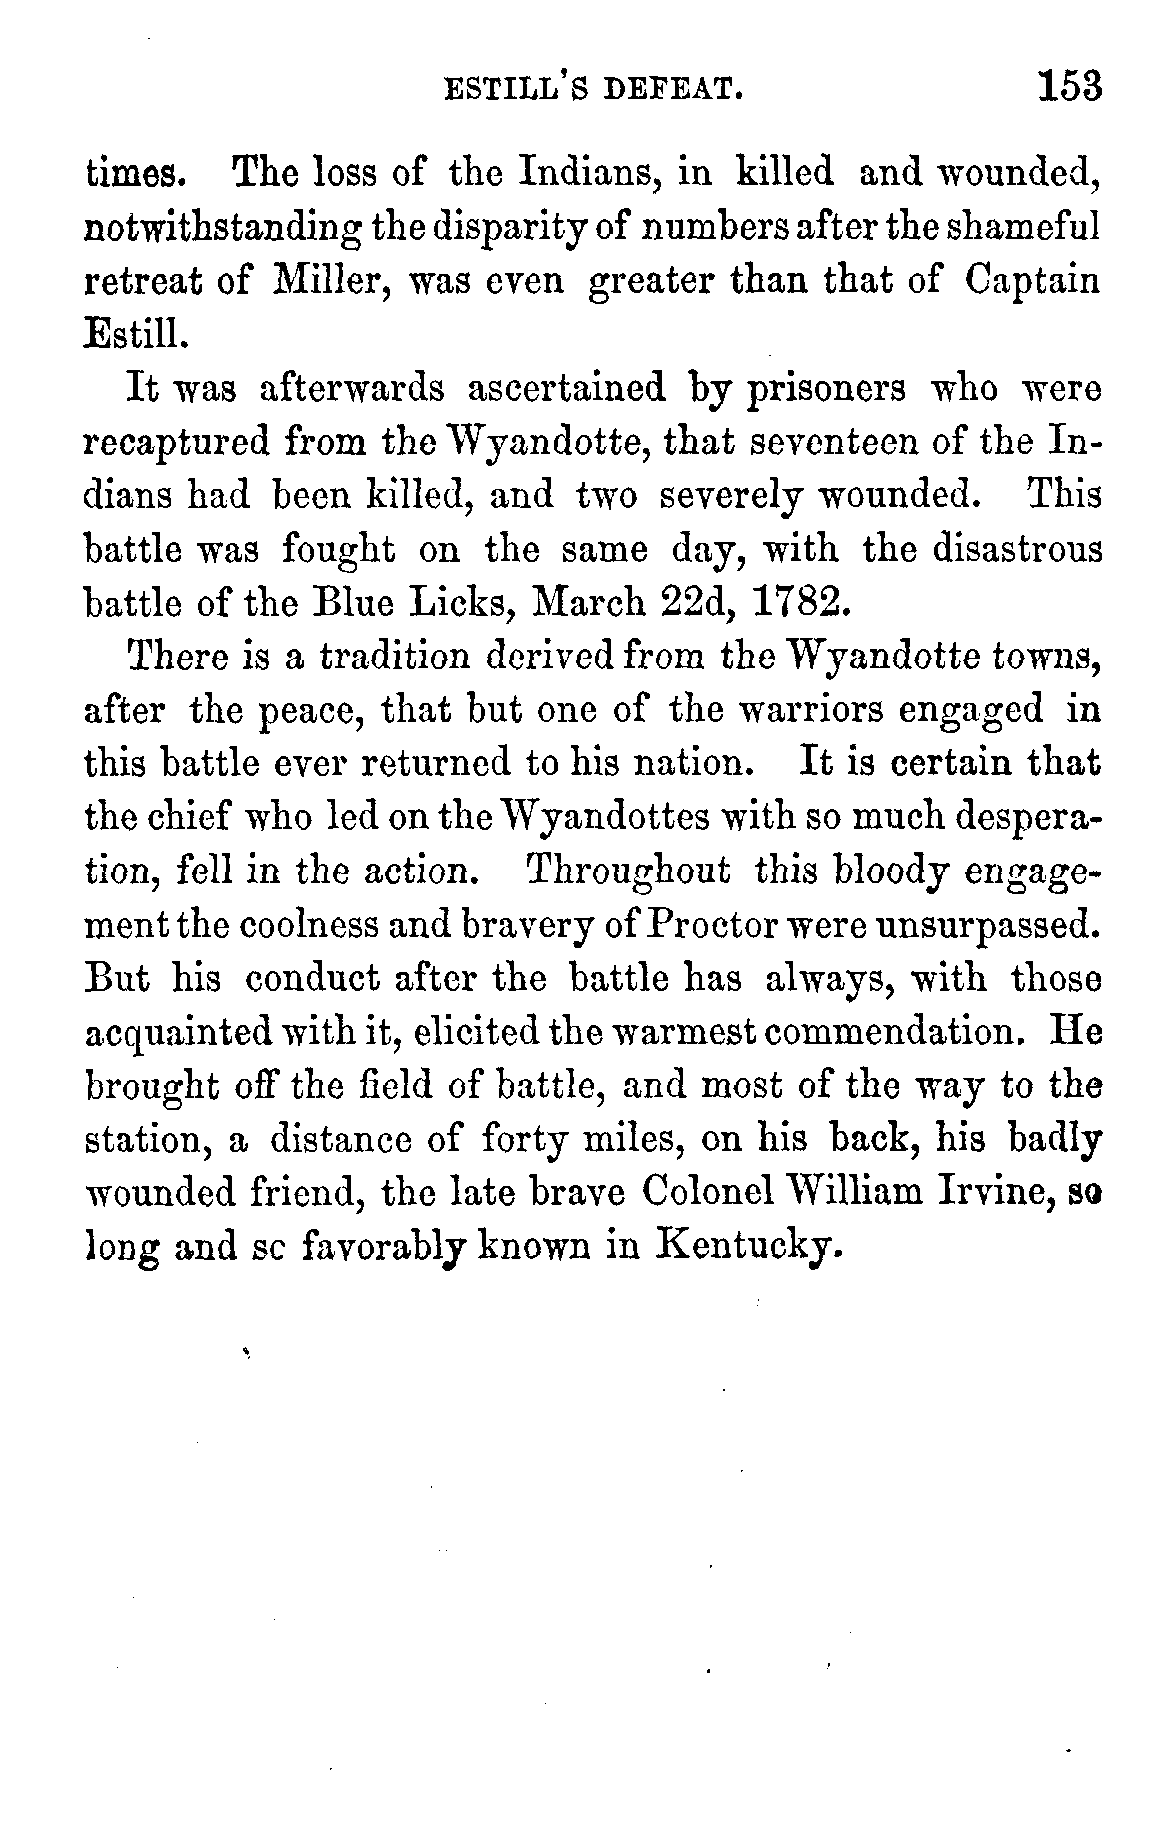 ESTILL'S DEFEAT. 153
times. The loss of the Indians, in killed and wounded,
notwithstanding the disparity of numbers after the shameful
retreat of Miller, was even greater than that of Captain
Estill.
It was afterwards ascertained by prisoners who were
recaptured from the Wyandotte, that seventeen of the In-
dians had been killed, and two severely wounded. This
battle was fought on the same day, with the disastrous
battle of the Blue Licks, March 22d, 1782.
There is a tradition derived from the Wyandotte towns,
after the peace, that but one of the warriors engaged in
this battle ever returned to his nation. It is certain that
the chief who led on the Wyandottes with so much despera-
tion, fell in the action. Throughout this bloody engage-
ment the coolness and bravery of Proctor were unsurpassed.
But his conduct after the battle has always, with those
acquainted with it, elicited the warmest commendation. He
brought off the field of battle, and most of the way to the
station, a distance of forty miles, on his back, his badly
wounded friend, the late brave Colonel William Irvine, so
long and sc favorably known in Kentucky.